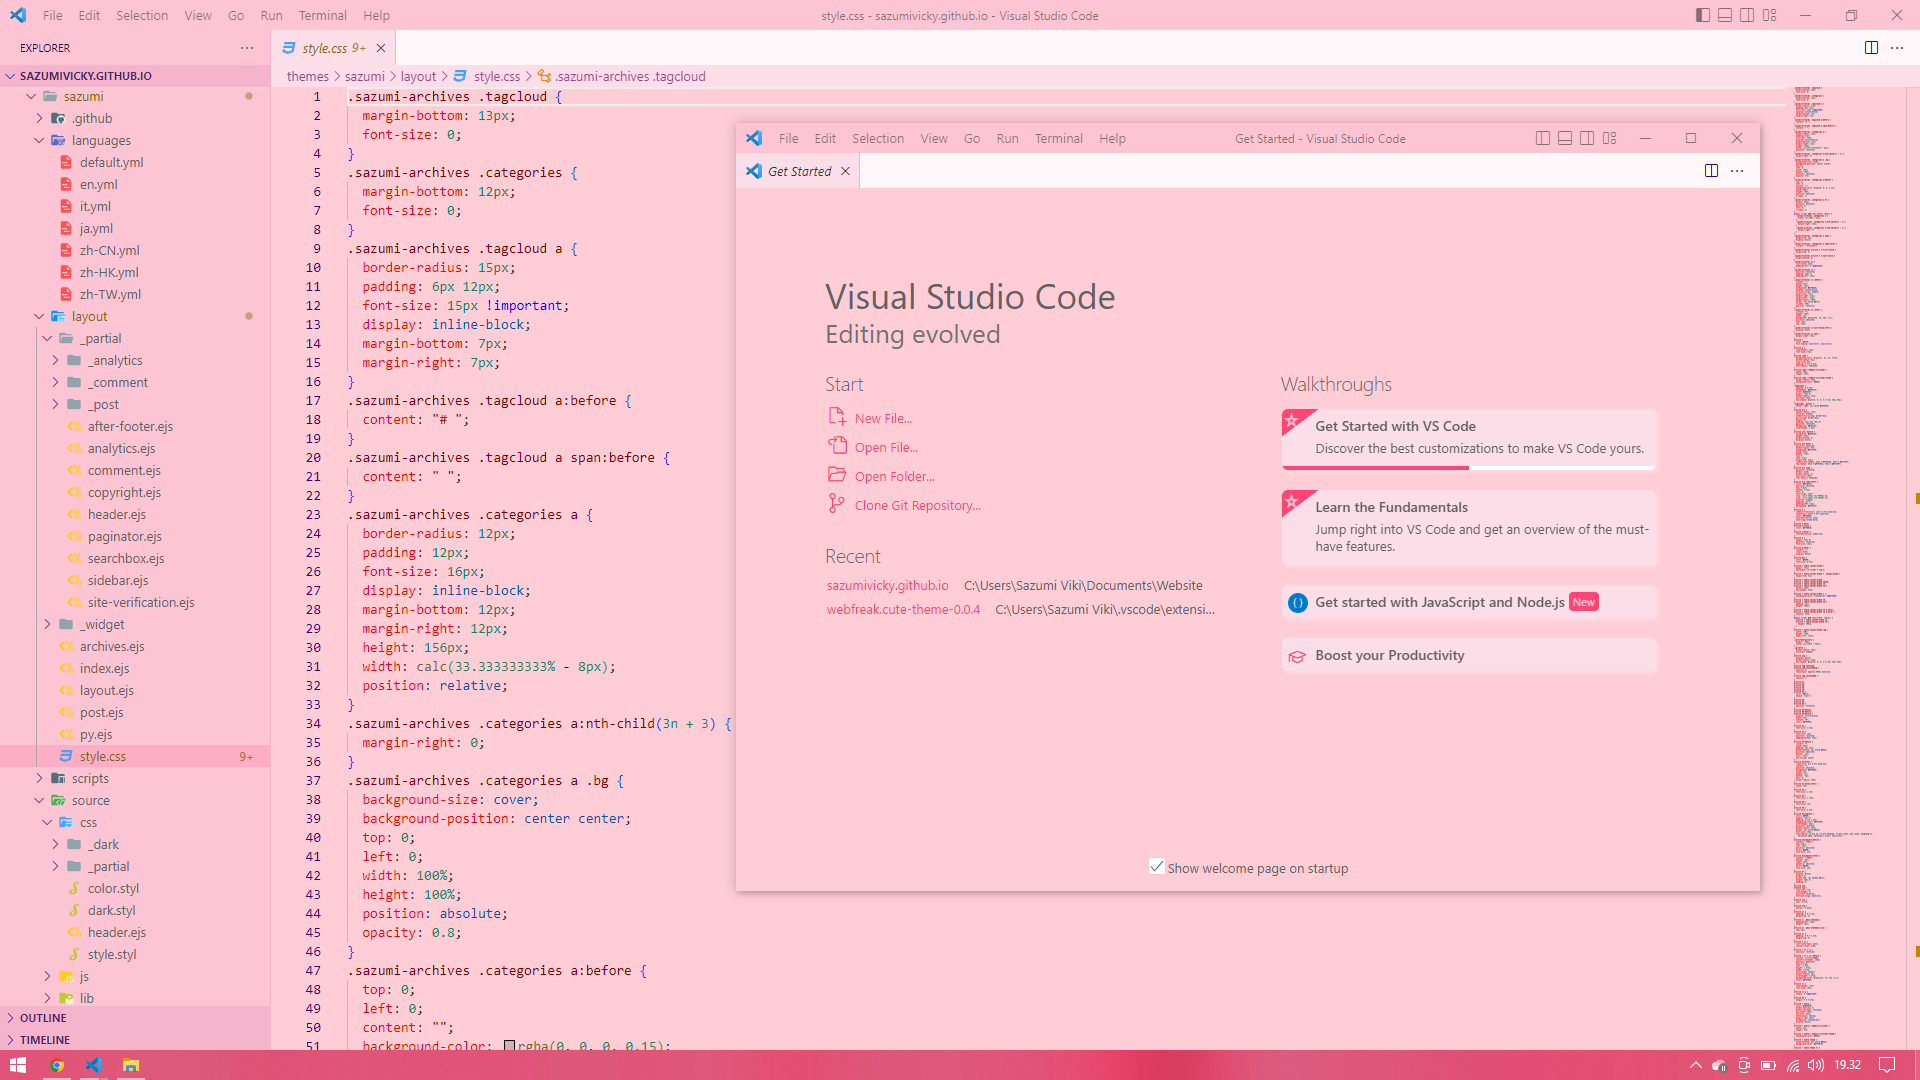 File Edit Selection View Go Run Terminal Help
style.css - sazumivicky.github.io - Visual Studio Code
EXPLORER
SAZUMIVICKY.GITHUB.IO
sazumi
.github
languages
default.yml
en.yml
it.yml
ja.yml
zh-CN.yml
zh-HK.yml
zh-TW.yml
layout
_partial
_analytics
_comment
_post
after-footer.ejs
analytics.ejs
comment.ejs
copyright.ejs
header.ejs
paginator.ejs
searchbox.ejs
sidebar.ejs
site-verification.ejs
_widget
archives.ejs
index.ejs
layout.ejs
post.ejs
py.ejs
style.css 9+
scripts
source
css
_dark
_partial
color.styl
dark.styl
header.ejs
style.styl
js
lib
OUTLINE
TIMELINE
style.css 9+
themes > sazumi > layout > style.css > .sazumi-archives .tagcloud
1 .sazumi-archives .tagcloud {
2 margin-bottom: 13px;
3 font-size: 0;
4 }
5 .sazumi-archives .categories {
6 margin-bottom: 12px;
7 font-size: 0;
8 }
9 .sazumi-archives .tagcloud a {
10 border-radius: 15px;
11 padding: 6px 12px;
12 font-size: 15px !important;
13 display: inline-block;
14 margin-bottom: 7px;
15 margin-right: 7px;
16 }
17 .sazumi-archives .tagcloud a:before {
18 content: "# ";
19 }
20 .sazumi-archives .tagcloud a span:before {
21 content: " ";
22 }
23 .sazumi-archives .categories a {
24 border-radius: 12px;
25 padding: 12px;
26 font-size: 16px;
27 display: inline-block;
28 margin-bottom: 12px;
29 margin-right: 12px;
30 height: 156px;
31 width: calc(33.333333333% - 8px);
32 position: relative;
33 }
34 .sazumi-archives .categories a:nth-child(3n + 3) {
35 margin-right: 0;
36 }
37 .sazumi-archives .categories a .bg {
38 background-size: cover;
39 background-position: center center;
40 top: 0;
41 left: 0;
42 width: 100%;
43 height: 100%;
44 position: absolute;
45 opacity: 0.8;
46 }
47 .sazumi-archives .categories a:before {
48 top: 0;
49 left: 0;
50 content: "";
51 background-color: rgba(0, 0, 0, 0.15);
File Edit Selection View Go Run Terminal Help
Get Started - Visual Studio Code
Get Started
Visual Studio Code
Editing evolved
Start
New File...
Open File...
Open Folder...
Clone Git Repository...
Recent
sazumivicky.github.io C:\Users\Sazumi Viki\Documents\Website
webfreak.cute-theme-0.0.4 C:\Users\Sazumi Viki\.vscode\extensi...
Walkthroughs
Get Started with VS Code
Discover the best customizations to make VS Code yours.
Learn the Fundamentals
Jump right into VS Code and get an overview of the must-
have features.
Get started with JavaScript and Node.js New
Boost your Productivity
Show welcome page on startup
19.32